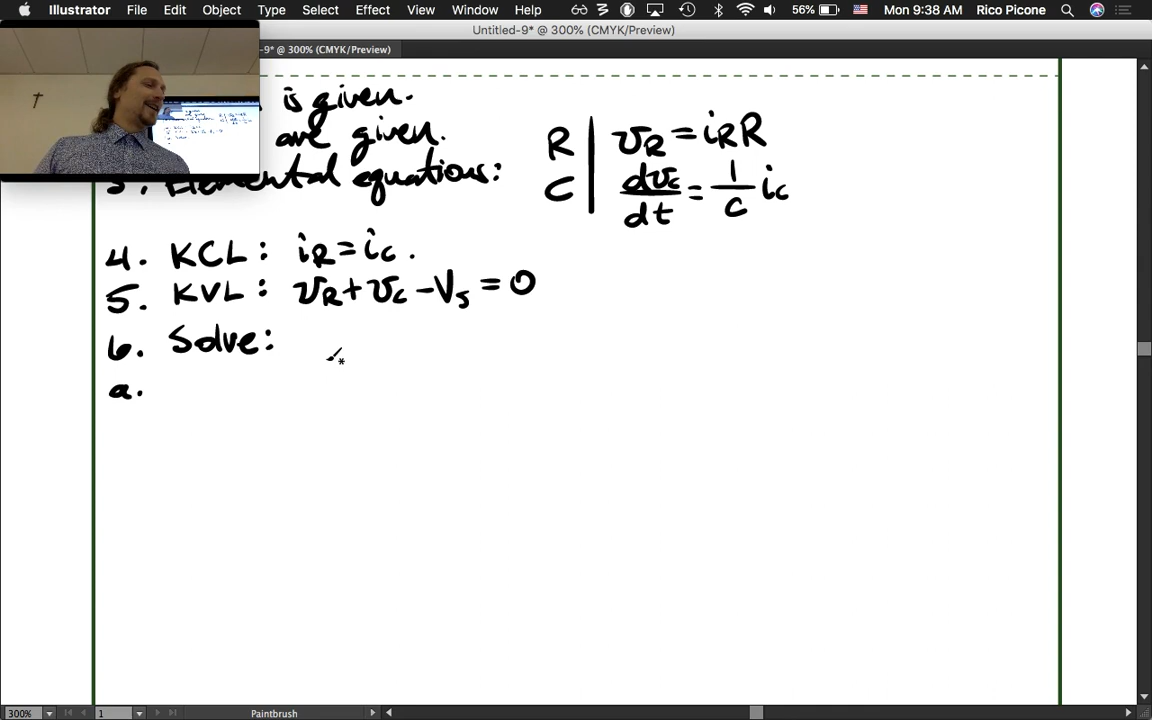 Illustrator File Edit Object Type Select Effect View Window Help 56% Mon 9:38 AM Rico Picone
Untitled-9* @ 300% (CMYK/Preview)
-9* @ 300% (CMYK/Preview)
is given.
are given.
3. Elemental equations:
R | v_R = i_R R
C | dv_C/dt = 1/C i_C
4. KCL: i_R = i_C.
5. KVL: v_R + v_C - V_s = 0
6. Solve:
a.
300% 1 Paintbrush